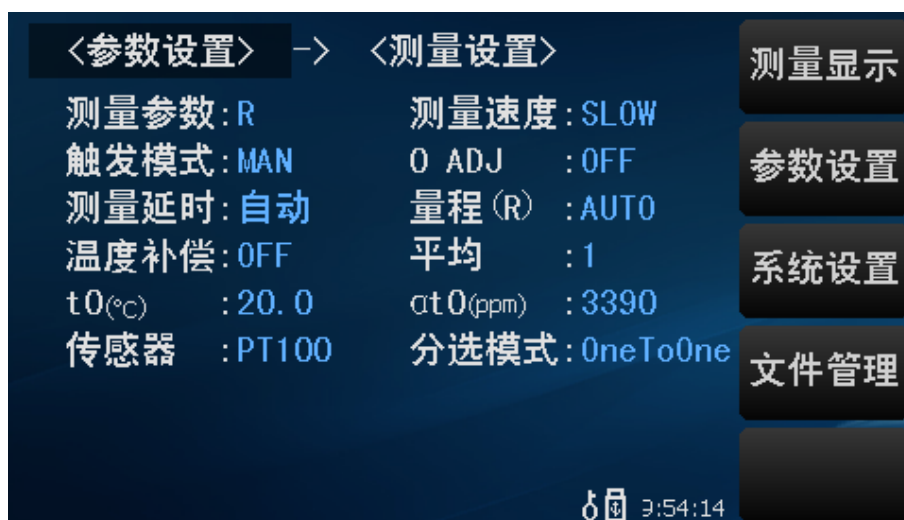 <参数设置> -> <测量设置>
测量参数:R 测量速度:SLOW
触发模式:MAN O ADJ :OFF
测量延时:自动 量程(R) :AUTO
温度补偿:OFF 平均 :1
t0(℃) :20.0 αt0(ppm) :3390
传感器 :PT100 分选模式:OneToOne
9:54:14
测量显示
参数设置
系统设置
文件管理